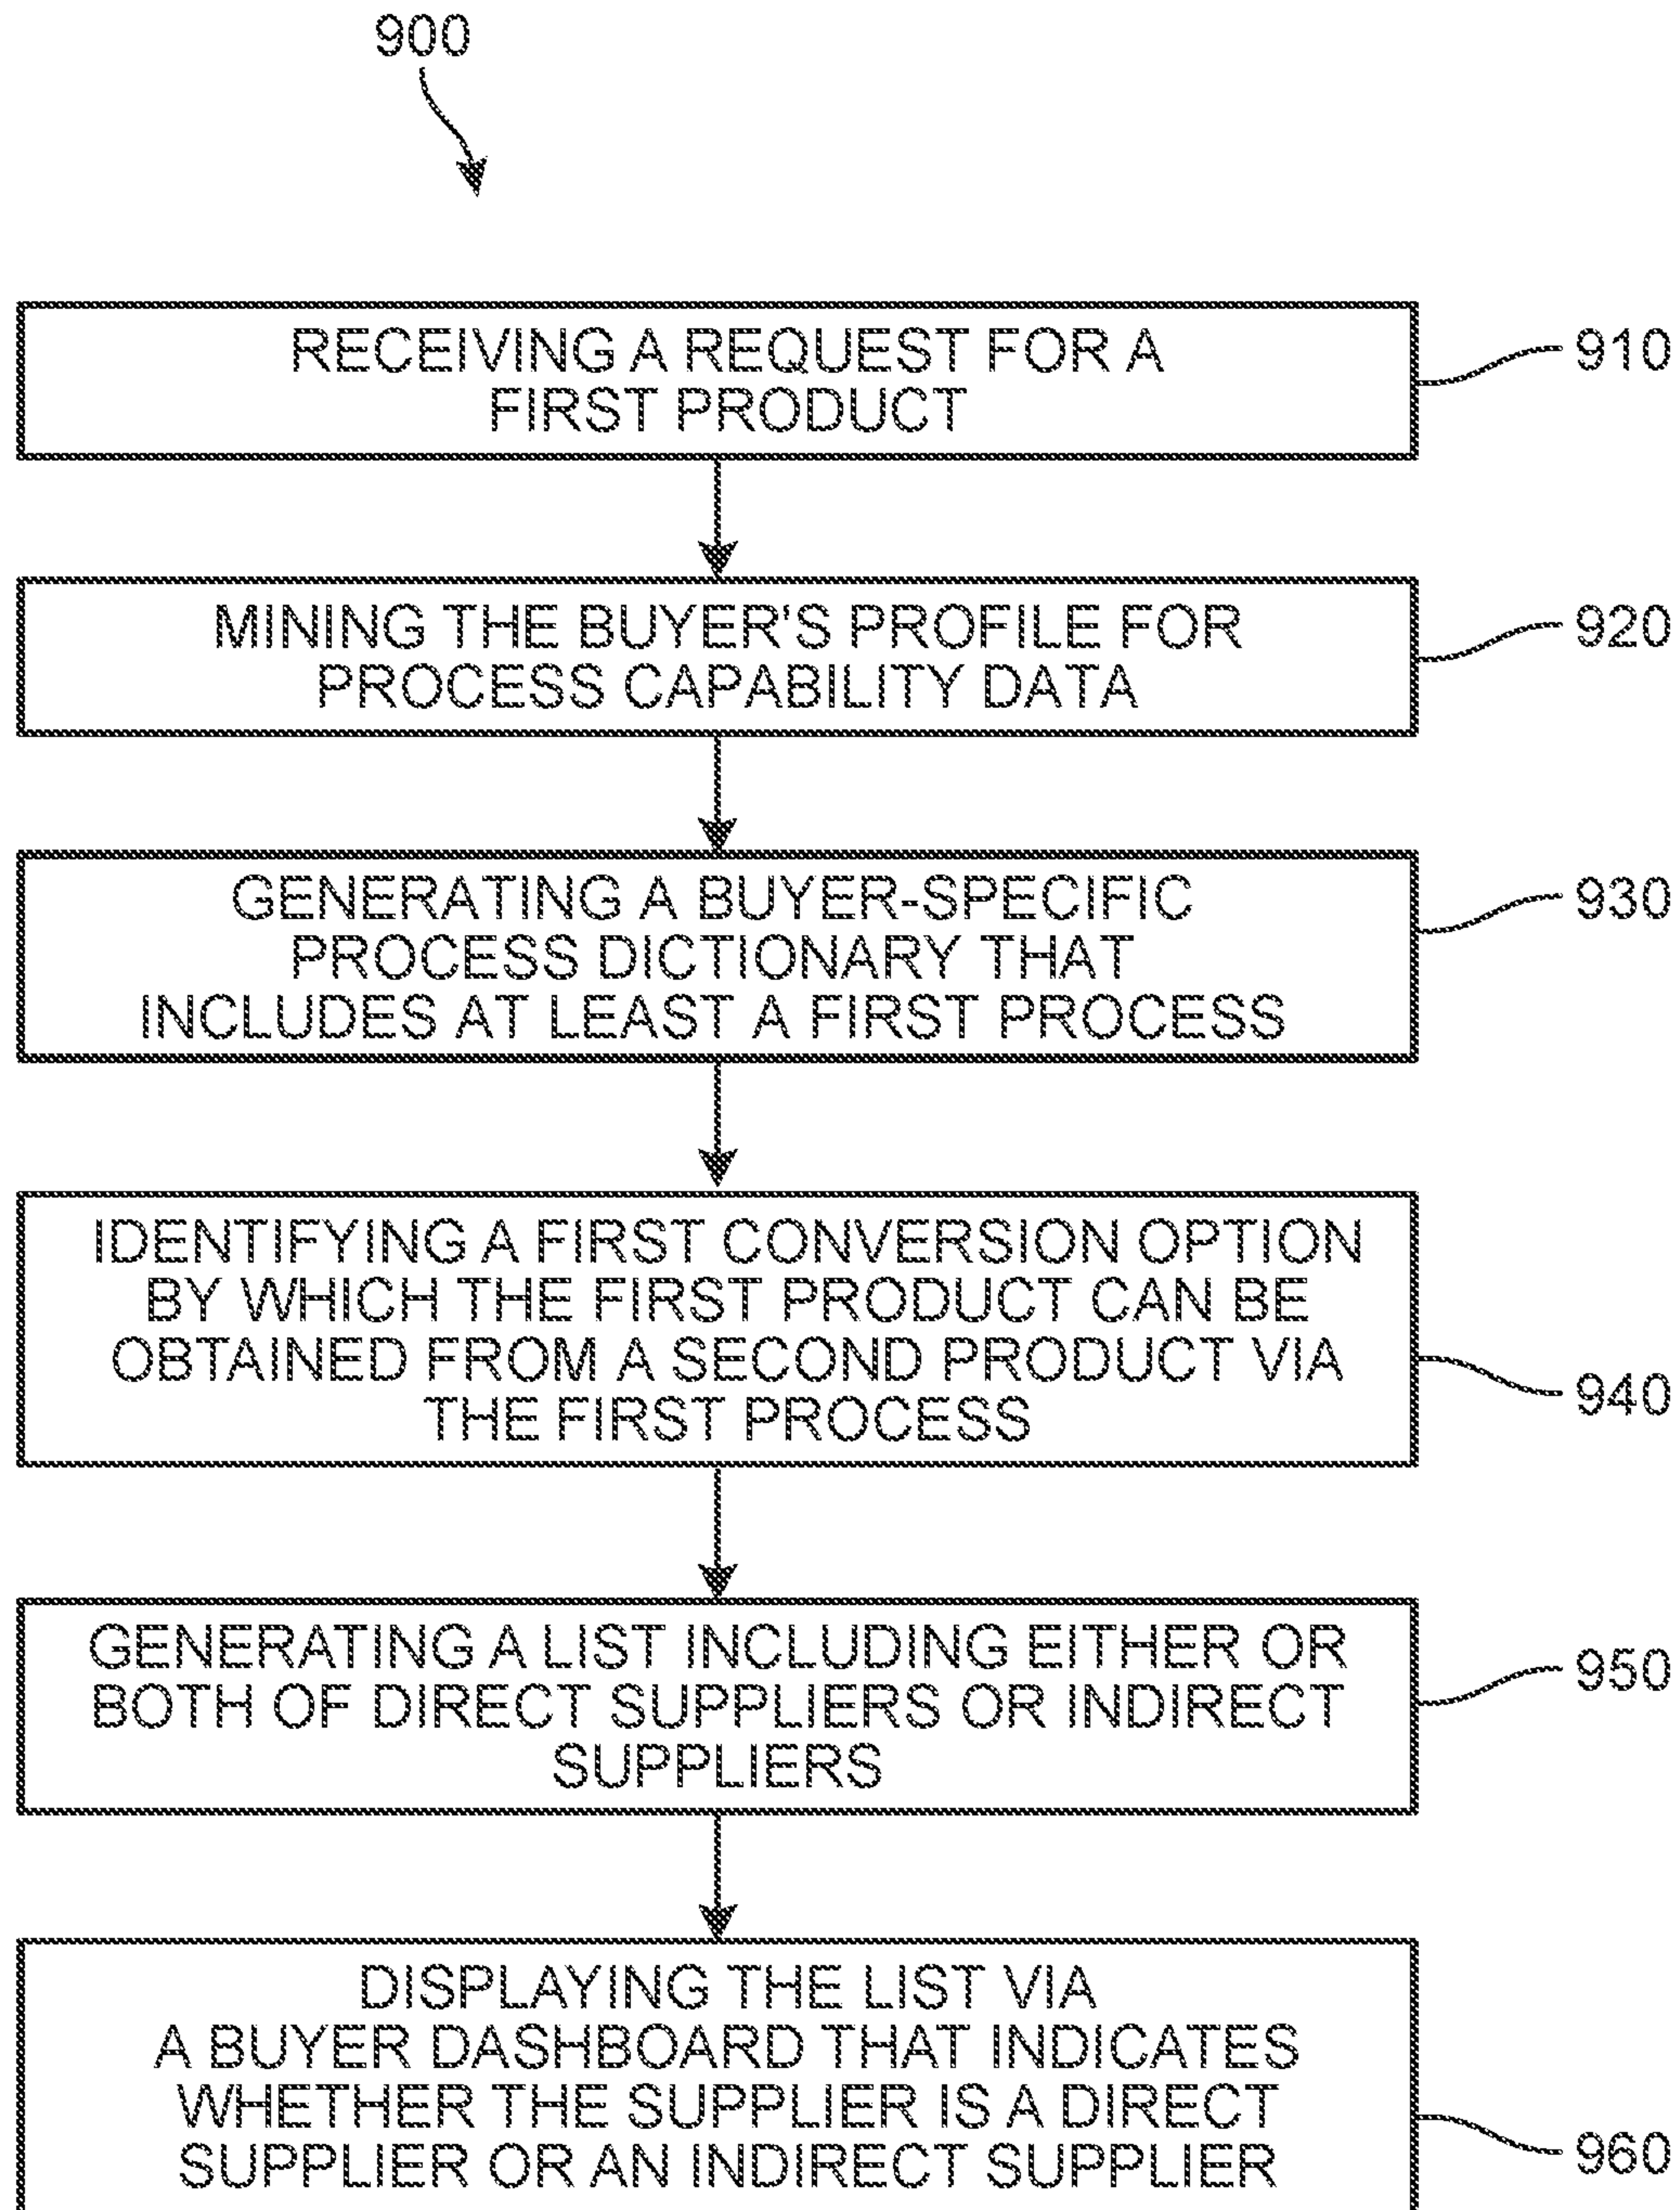 900
RECEIVING A REQUEST FOR A
FIRST PRODUCT
910
MINING THE BUYER'S PROFILE FOR
PROCESS CAPABILITY DATA
920
GENERATING A BUYER-SPECIFIC
PROCESS DICTIONARY THAT
INCLUDES AT LEAST A FIRST PROCESS
930
IDENTIFYING A FIRST CONVERSION OPTION
BY WHICH THE FIRST PRODUCT CAN BE
OBTAINED FROM A SECOND PRODUCT VIA
THE FIRST PROCESS
940
GENERATING A LIST INCLUDING EITHER OR
BOTH OF DIRECT SUPPLIERS OR INDIRECT
SUPPLIERS
950
DISPLAYING THE LIST VIA
A BUYER DASHBOARD THAT INDICATES
WHETHER THE SUPPLIER IS A DIRECT
SUPPLIER OR AN INDIRECT SUPPLIER
960